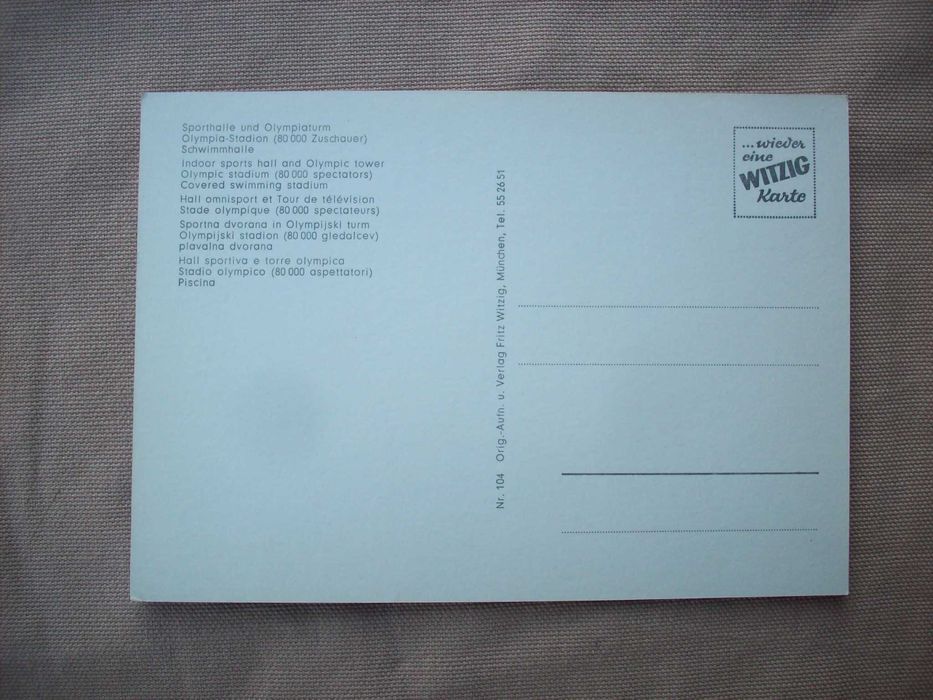 Sporthalle und Olympiaturm
Olympia-Stadion (80 000 Zuschauer)
Schwimmhalle
Indoor sports hall and Olympic tower
Olympic stadium (80 000 spectators)
Covered swimming stadium
Hall omnisport et Tour de télévision
Stade olympique (80 000 spectateurs)
Sportna dvorana in Olympijski turm
Olympijski stadion (80 000 gledalcev)
plavalna dvorana
Hall sportiva e torre olympica
Stadio olympico (80 000 aspettatori)
Piscina
Nr. 104 Orig.-Aufn. u. Verlag Fritz Witzig, München, Tel. 55 26 51
...wieder
eine
WITZIG
Karte